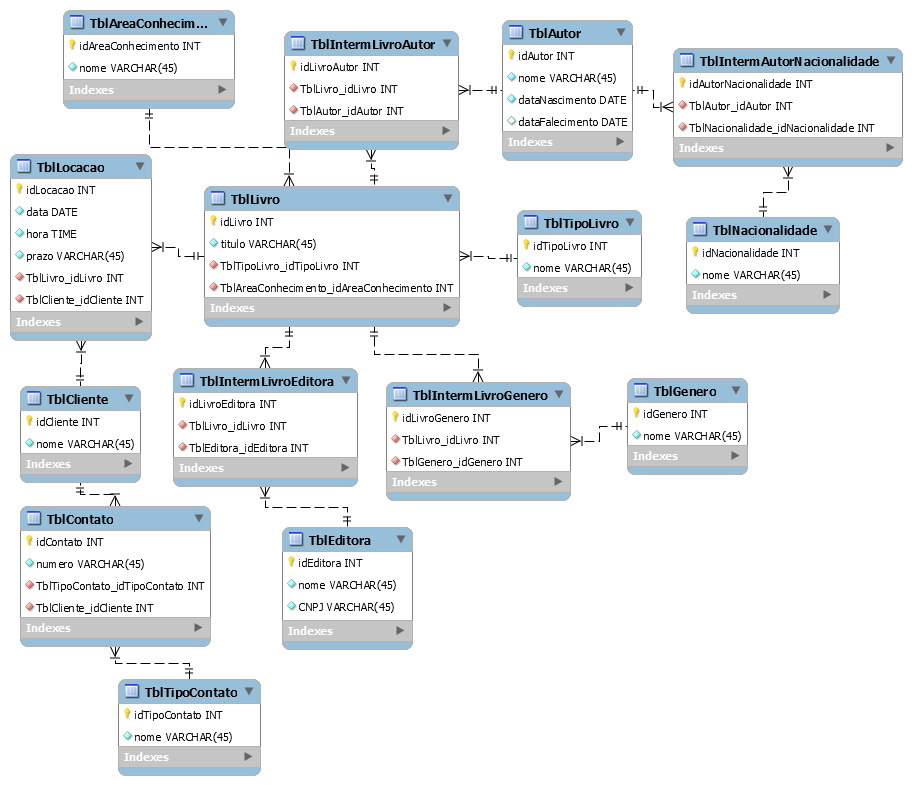 TblAreaConhecim...
idAreaConhecimento INT
nome VARCHAR(45)
Indexes
TblIntermLivroAutor
idLivroAutor INT
TblLivro_idLivro INT
TblAutor_idAutor INT
Indexes
TblAutor
idAutor INT
nome VARCHAR(45)
dataNascimento DATE
dataFalecimento DATE
Indexes
TblIntermAutorNacionalidade
idAutorNacionalidade INT
TblAutor_idAutor INT
TblNacionalidade_idNacionalidade INT
Indexes
TblLocacao
idLocacao INT
data DATE
hora TIME
prazo VARCHAR(45)
TblLivro_idLivro INT
TblCliente_idCliente INT
Indexes
TblLivro
idLivro INT
titulo VARCHAR(45)
TblTipoLivro_idTipoLivro INT
TblAreaConhecimento_idAreaConhecimento INT
Indexes
TblTipoLivro
idTipoLivro INT
nome VARCHAR(45)
Indexes
TblNacionalidade
idNacionalidade INT
nome VARCHAR(45)
Indexes
TblCliente
idCliente INT
nome VARCHAR(45)
Indexes
TblIntermLivroEditora
idLivroEditora INT
TblLivro_idLivro INT
TblEditora_idEditora INT
Indexes
TblIntermLivroGenero
idLivroGenero INT
TblLivro_idLivro INT
TblGenero_idGenero INT
Indexes
TblGenero
idGenero INT
nome VARCHAR(45)
Indexes
TblContato
idContato INT
numero VARCHAR(45)
TblTipoContato_idTipoContato INT
TblCliente_idCliente INT
Indexes
TblEditora
idEditora INT
nome VARCHAR(45)
CNPJ VARCHAR(45)
Indexes
TblTipoContato
idTipoContato INT
nome VARCHAR(45)
Indexes